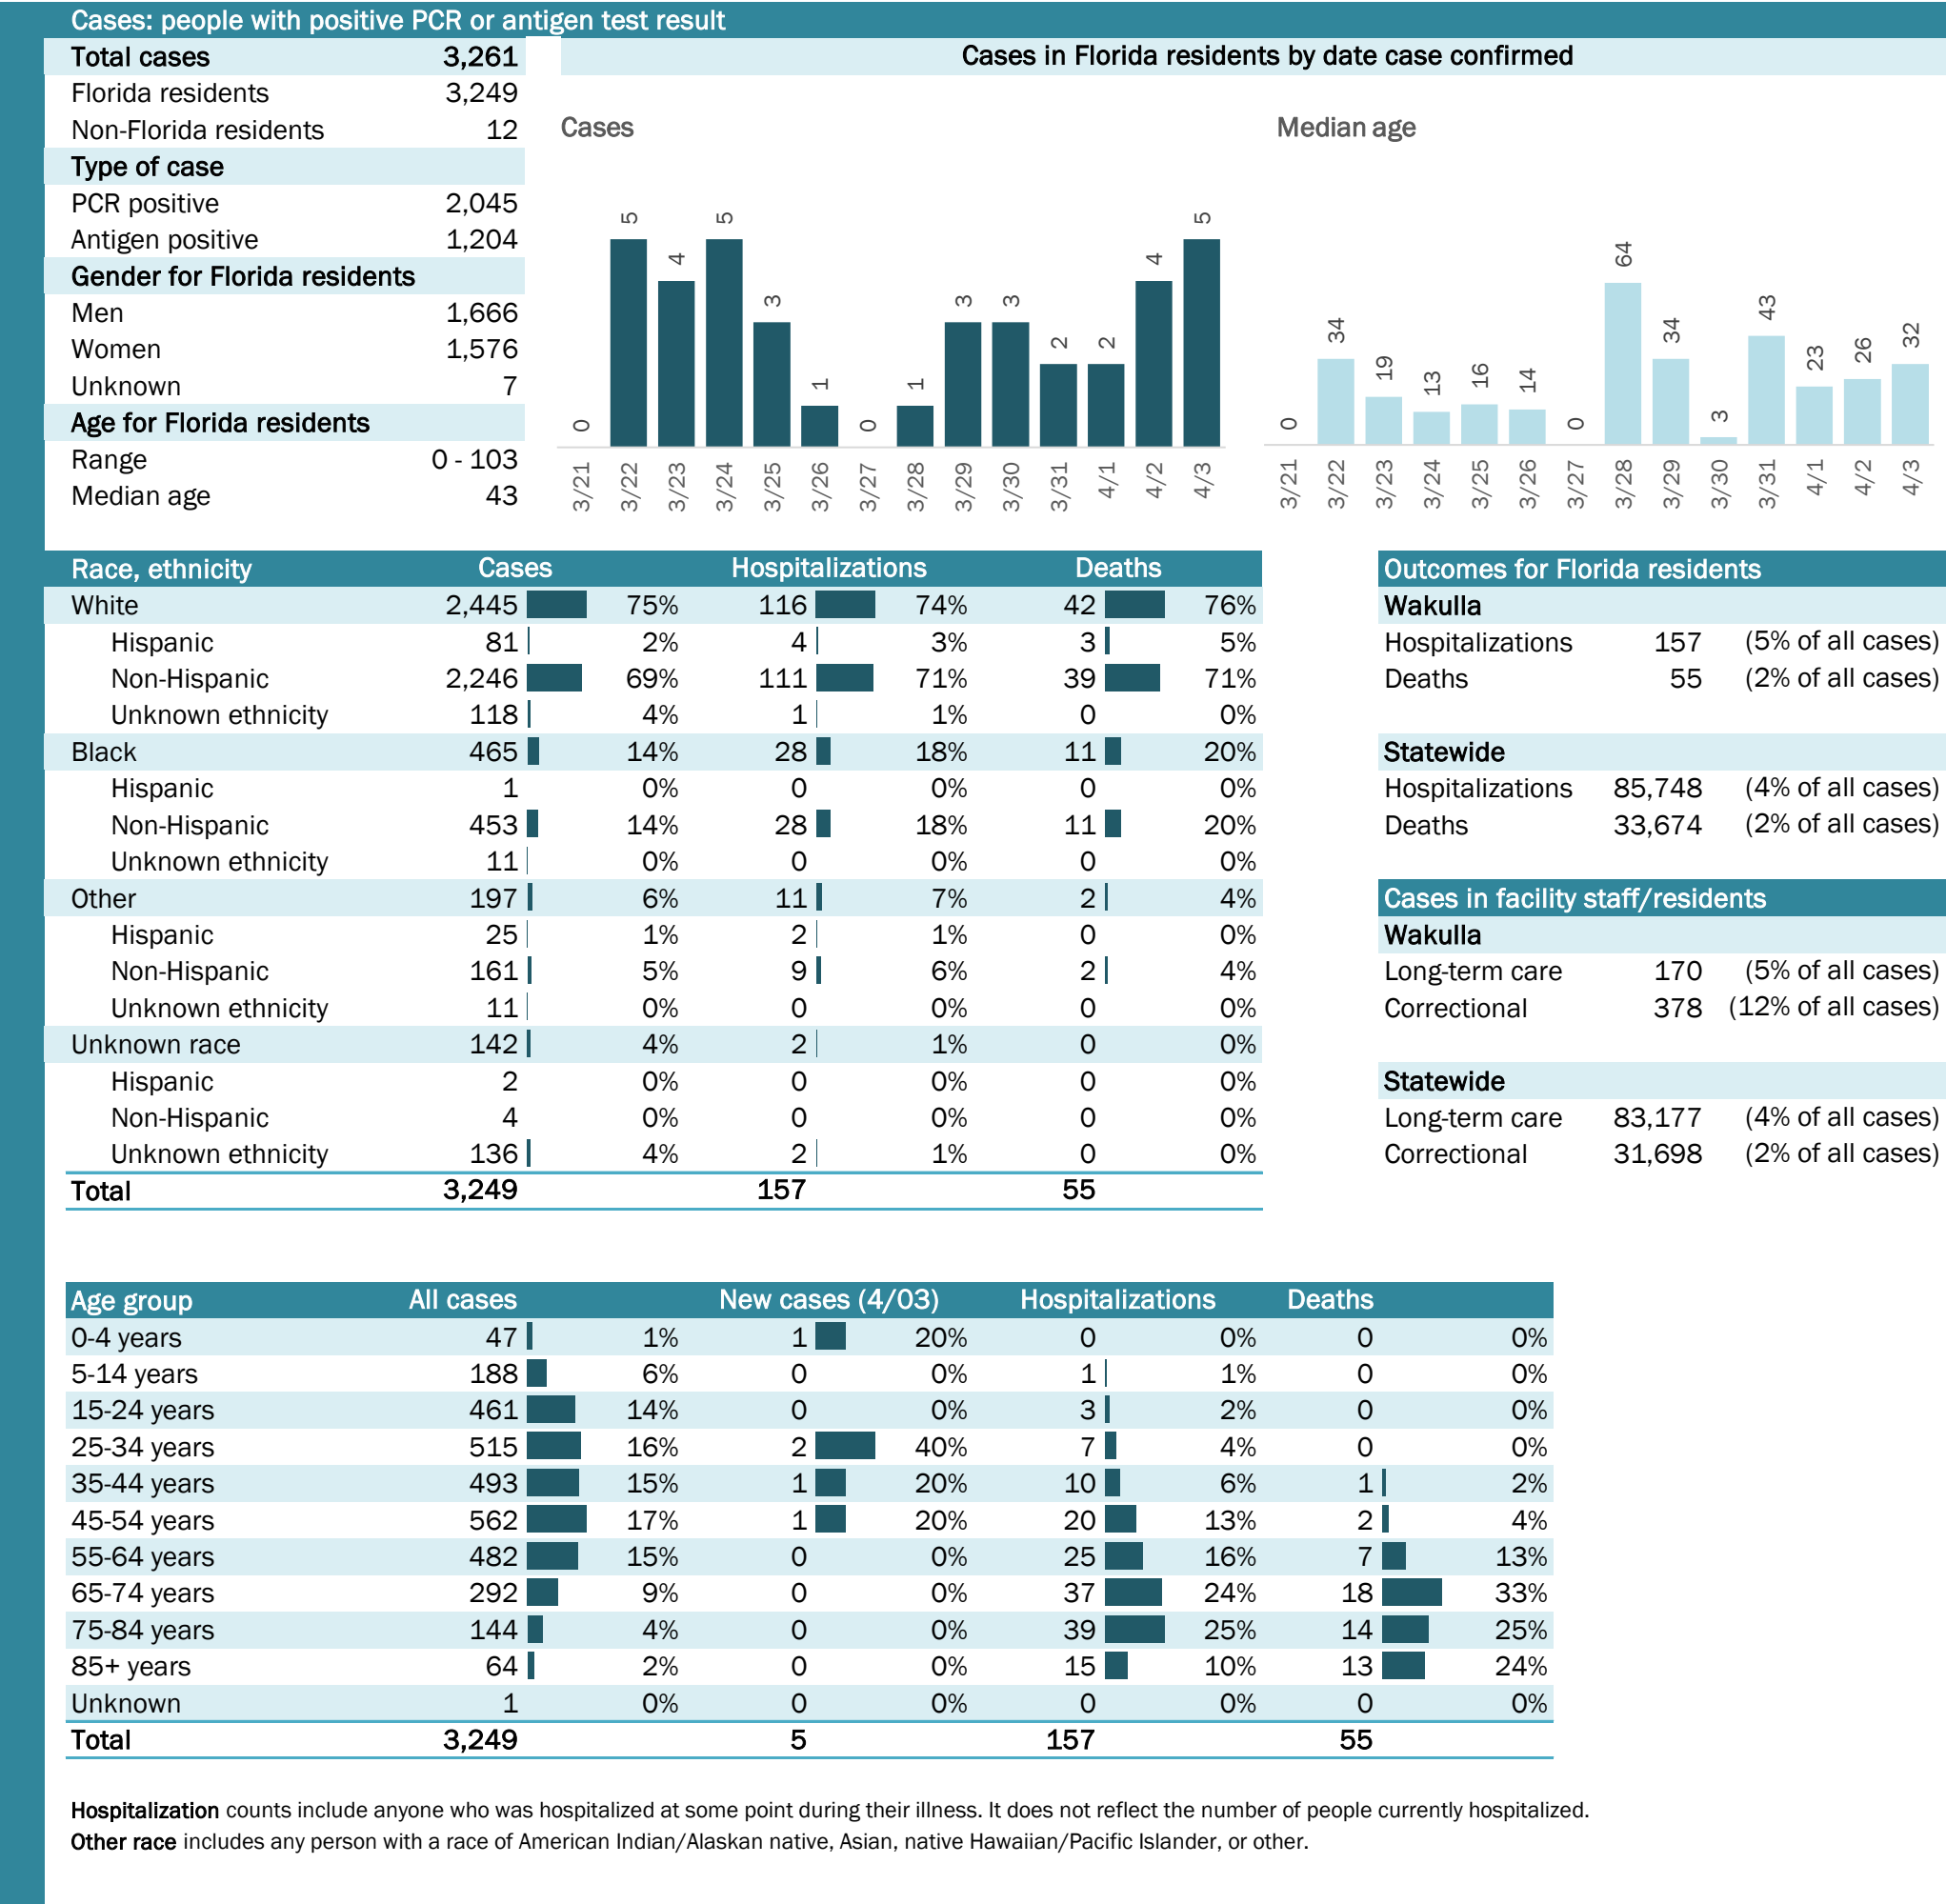 Cases: people with positive PCR or antigen test result
Total cases 3,261
Florida residents 3,249
Non-Florida residents 12
Type of case
PCR positive 2,045
Antigen positive 1,204
Gender for Florida residents
Men 1,666
Women 1,576
Unknown 7
Age for Florida residents
Range 0 - 103
Median age 43
Cases in Florida residents by date case confirmed
Cases
0 5 4 5 3 1 0 1 3 3 2 2 4 5
3/21 3/22 3/23 3/24 3/25 3/26 3/27 3/28 3/29 3/30 3/31 4/1 4/2 4/3
Median age
0 34 19 13 16 14 0 64 34 3 43 23 26 32
3/21 3/22 3/23 3/24 3/25 3/26 3/27 3/28 3/29 3/30 3/31 4/1 4/2 4/3
Race, ethnicity Cases Hospitalizations Deaths
White 2,445 75% 116 74% 42 76%
Hispanic 81 2% 4 3% 3 5%
Non-Hispanic 2,246 69% 111 71% 39 71%
Unknown ethnicity 118 4% 1 1% 0 0%
Black 465 14% 28 18% 11 20%
Hispanic 1 0% 0 0% 0 0%
Non-Hispanic 453 14% 28 18% 11 20%
Unknown ethnicity 11 0% 0 0% 0 0%
Other 197 6% 11 7% 2 4%
Hispanic 25 1% 2 1% 0 0%
Non-Hispanic 161 5% 9 6% 2 4%
Unknown ethnicity 11 0% 0 0% 0 0%
Unknown race 142 4% 2 1% 0 0%
Hispanic 2 0% 0 0% 0 0%
Non-Hispanic 4 0% 0 0% 0 0%
Unknown ethnicity 136 4% 2 1% 0 0%
Total 3,249 157 55
Outcomes for Florida residents
Wakulla
Hospitalizations 157 (5% of all cases)
Deaths 55 (2% of all cases)
Statewide
Hospitalizations 85,748 (4% of all cases)
Deaths 33,674 (2% of all cases)
Cases in facility staff/residents
Wakulla
Long-term care 170 (5% of all cases)
Correctional 378 (12% of all cases)
Statewide
Long-term care 83,177 (4% of all cases)
Correctional 31,698 (2% of all cases)
Age group All cases New cases (4/03) Hospitalizations Deaths
0-4 years 47 1% 1 20% 0 0% 0 0%
5-14 years 188 6% 0 0% 1 1% 0 0%
15-24 years 461 14% 0 0% 3 2% 0 0%
25-34 years 515 16% 2 40% 7 4% 0 0%
35-44 years 493 15% 1 20% 10 6% 1 2%
45-54 years 562 17% 1 20% 20 13% 2 4%
55-64 years 482 15% 0 0% 25 16% 7 13%
65-74 years 292 9% 0 0% 37 24% 18 33%
75-84 years 144 4% 0 0% 39 25% 14 25%
85+ years 64 2% 0 0% 15 10% 13 24%
Unknown 1 0% 0 0% 0 0% 0 0%
Total 3,249 5 157 55
Hospitalization counts include anyone who was hospitalized at some point during their illness. It does not reflect the number of people currently hospitalized.
Other race includes any person with a race of American Indian/Alaskan native, Asian, native Hawaiian/Pacific Islander, or other.